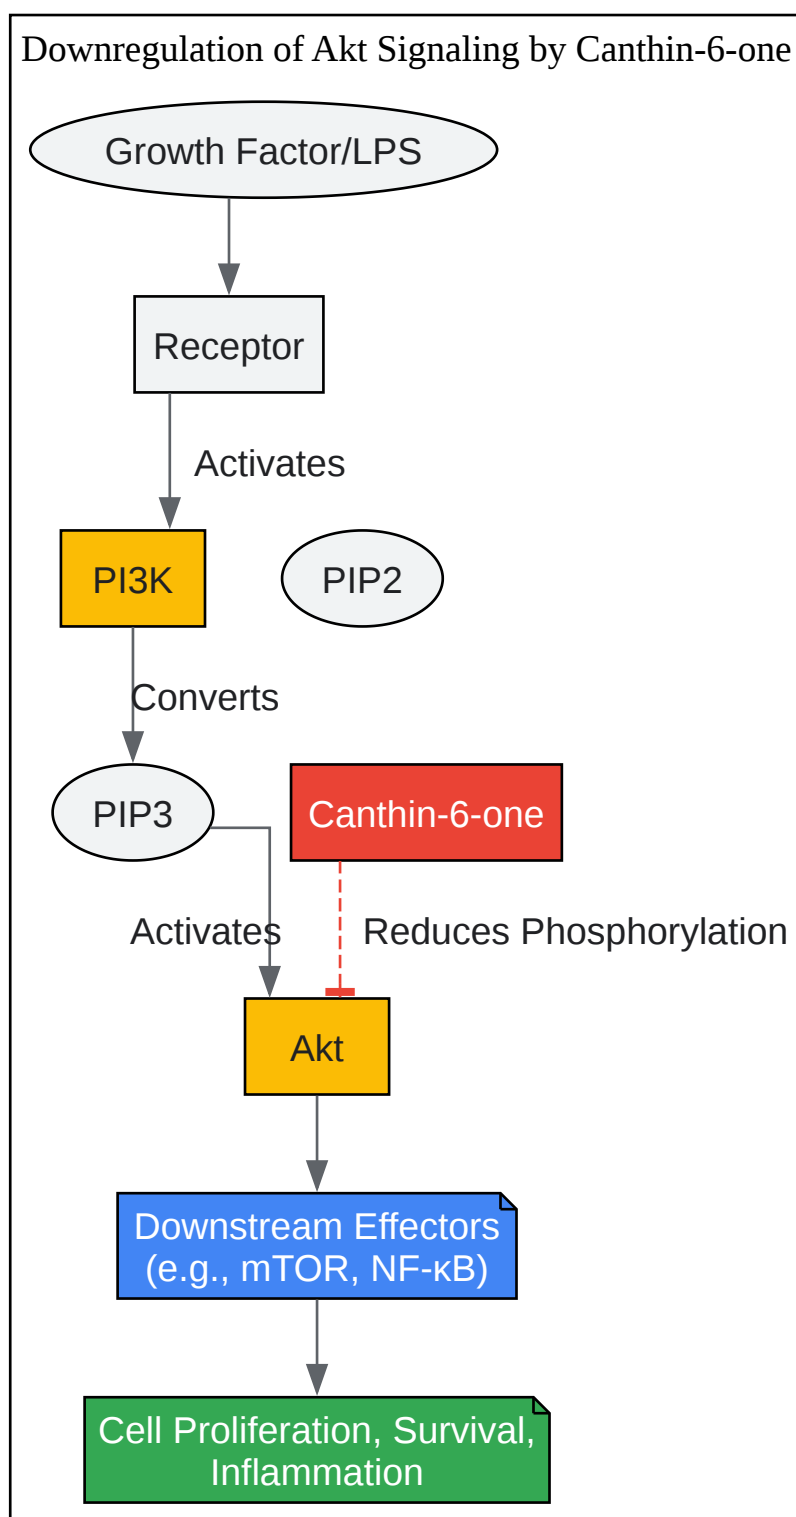 Downregulation of Akt Signaling by Canthin-6-one
Growth Factor/LPS
Receptor
Activates
PI3K
PIP2
Converts
PIP3
Canthin-6-one
Activates
Reduces Phosphorylation
Akt
Downstream Effectors
(e.g., mTOR, NF-κB)
Cell Proliferation, Survival,
Inflammation